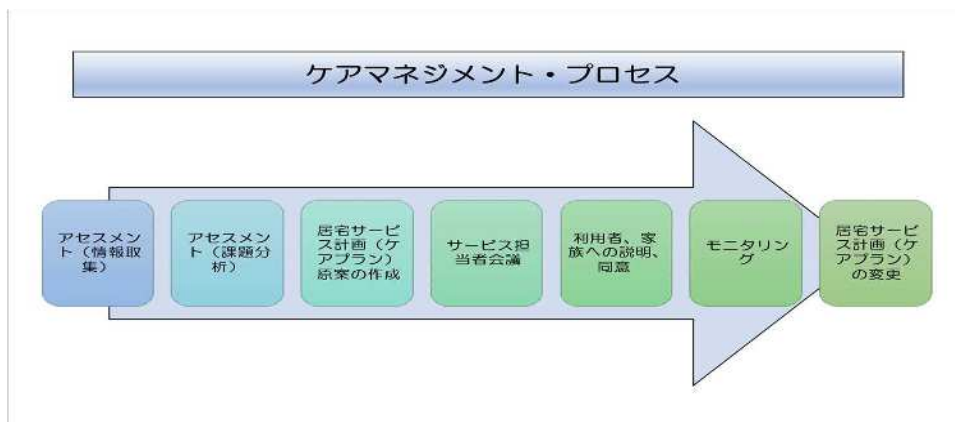 ケアマネジメント・プロセス
アセスメン
ト（情報収
集）
アセスメン
ト（課題分
析）
居宅サービ
ス計画（ケ
アプラン）
原案の作成
サービス担
当者会議
利用者、家
族への説明、
同意
モニタリン
グ
居宅サービ
ス計画（ケ
アプラン）
の変更